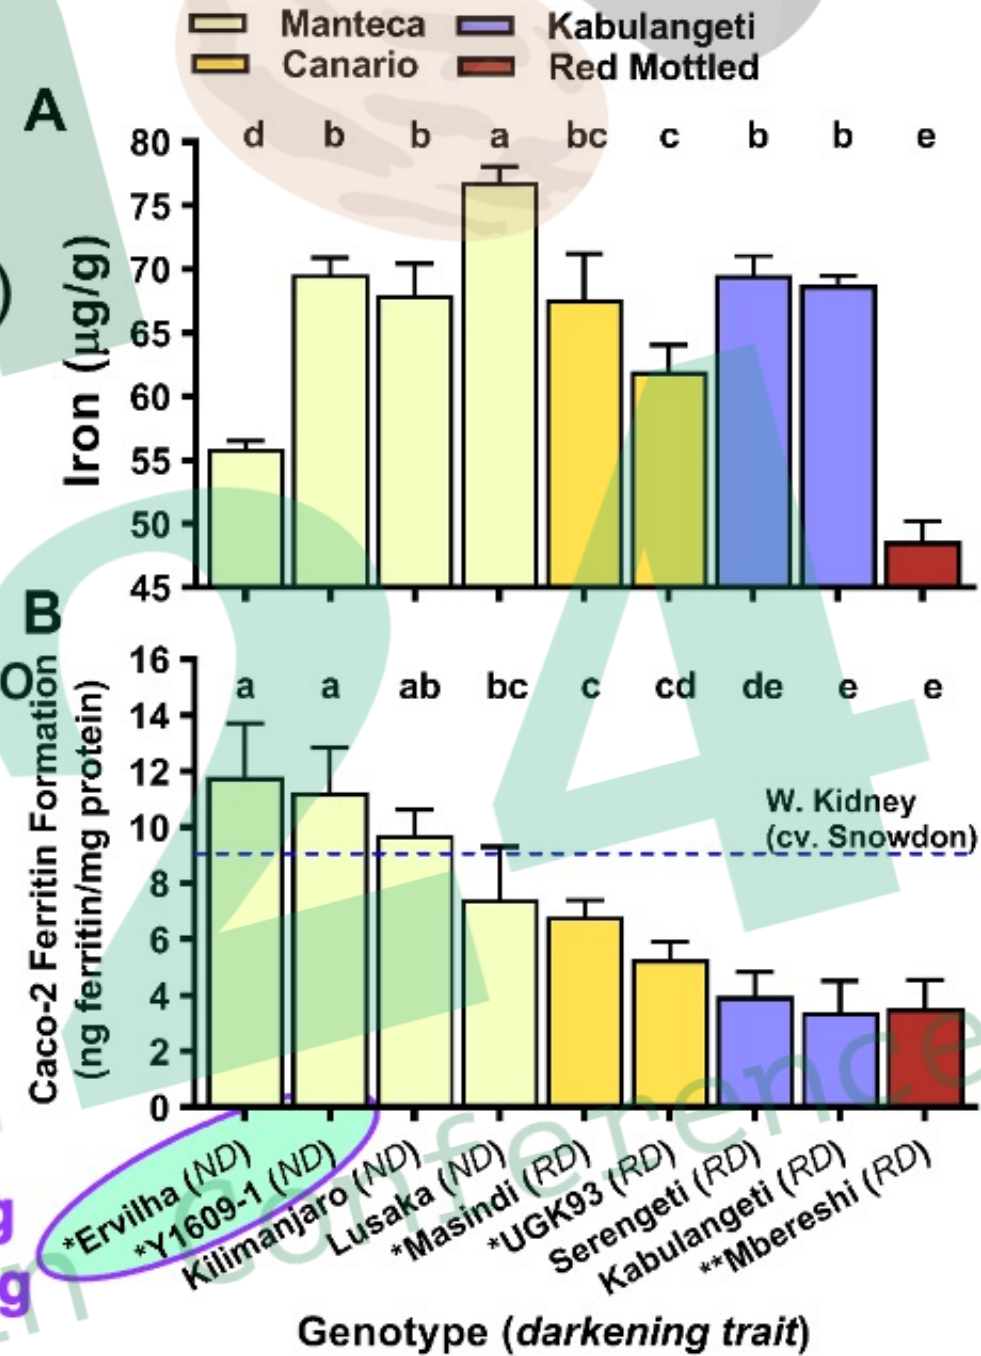 Manteca Kabulangeti
Canario Red Mottled
A
d b b a bc c b b e
80
75
70
65
60
55
50
45
Iron (µg/g)
)
B
O
a a ab bc c cd de e e
16
14
12
10
8
6
4
2
0
Caco-2 Ferritin Formation
(ng ferritin/mg protein)
W. Kidney
(cv. Snowdon)
*Ervilha (ND)
*Y1609-1 (ND)
Kilimanjaro (ND)
Lusaka (ND)
*Masindi (RD)
*UGK93 (RD)
Serengeti (RD)
Kabulangeti (RD)
**Mbereshi (RD)
g
g
24
n Conference
Genotype (darkening trait)